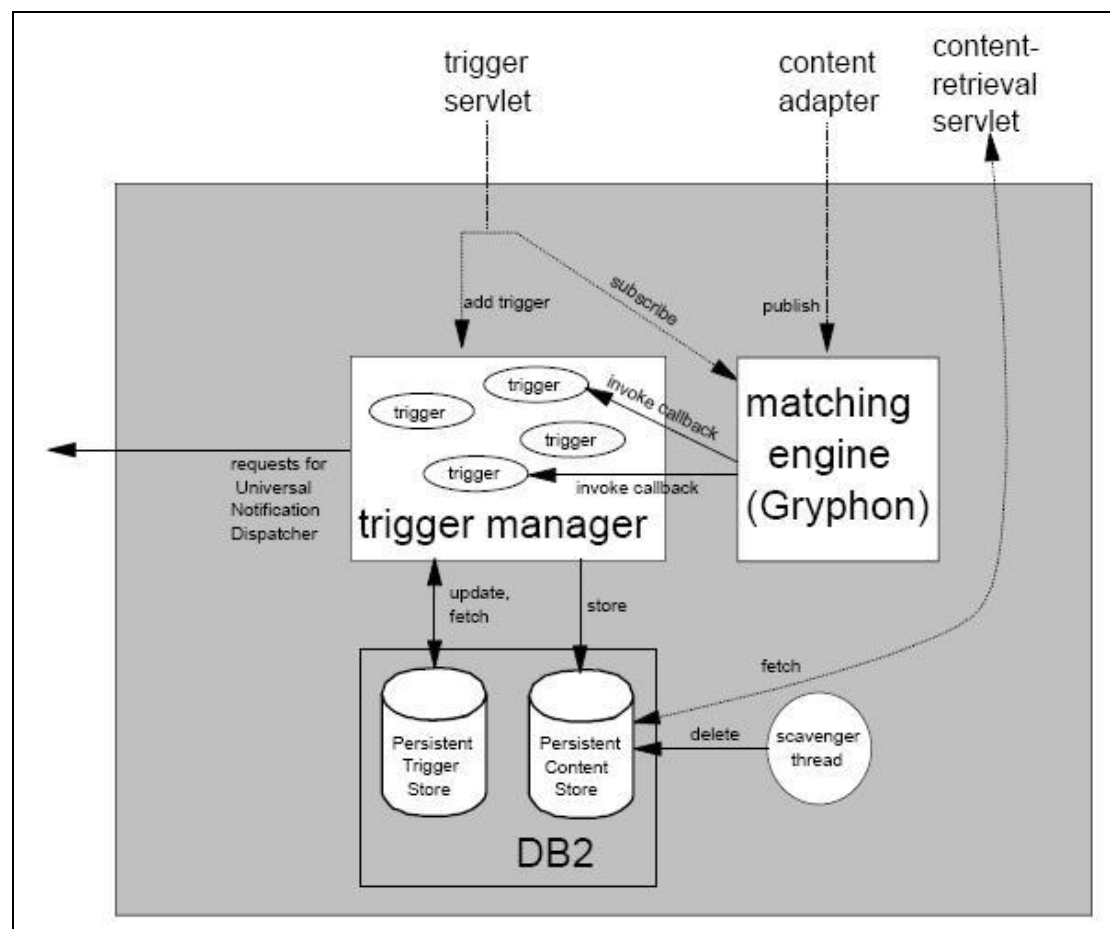 trigger
servlet
content
adapter
content-
retrieval
servlet
add trigger
subscribe
publish
trigger
trigger
trigger
trigger
trigger manager
invoke callback
invoke callback
matching
engine
(Gryphon)
requests for
Universal
Notification
Dispatcher
update,
fetch
store
fetch
delete
scavenger
thread
Persistent
Trigger
Store
Persistent
Content
Store
DB2